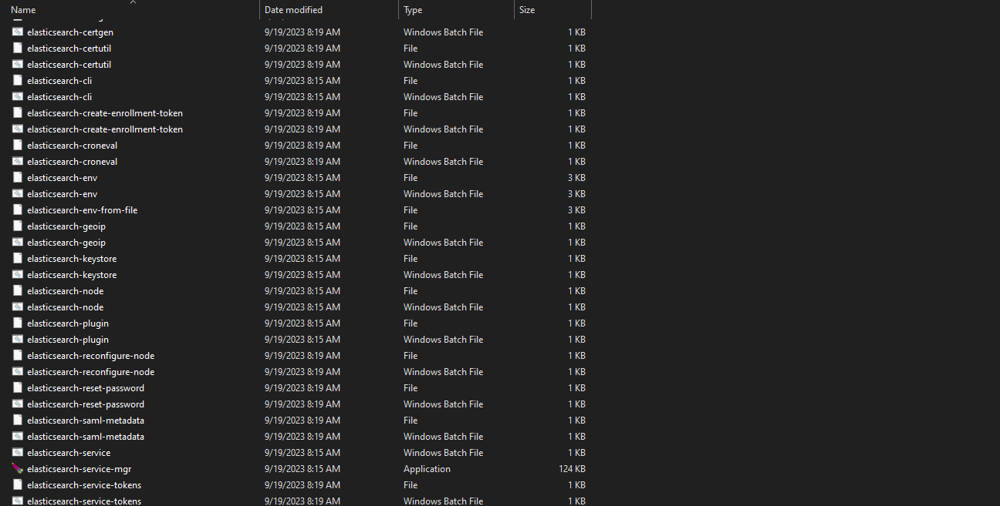 Name Date modified Type Size
elasticsearch-certgen 9/19/2023 8:19 AM Windows Batch File 1 KB
elasticsearch-certutil 9/19/2023 8:19 AM File 1 KB
elasticsearch-certutil 9/19/2023 8:19 AM Windows Batch File 1 KB
elasticsearch-cli 9/19/2023 8:15 AM File 1 KB
elasticsearch-cli 9/19/2023 8:15 AM Windows Batch File 1 KB
elasticsearch-create-enrollment-token 9/19/2023 8:19 AM File 1 KB
elasticsearch-create-enrollment-token 9/19/2023 8:19 AM Windows Batch File 1 KB
elasticsearch-croneval 9/19/2023 8:19 AM File 1 KB
elasticsearch-croneval 9/19/2023 8:19 AM Windows Batch File 1 KB
elasticsearch-env 9/19/2023 8:15 AM File 3 KB
elasticsearch-env 9/19/2023 8:15 AM Windows Batch File 3 KB
elasticsearch-env-from-file 9/19/2023 8:15 AM File 3 KB
elasticsearch-geoip 9/19/2023 8:15 AM File 1 KB
elasticsearch-geoip 9/19/2023 8:15 AM Windows Batch File 1 KB
elasticsearch-keystore 9/19/2023 8:15 AM File 1 KB
elasticsearch-keystore 9/19/2023 8:15 AM Windows Batch File 1 KB
elasticsearch-node 9/19/2023 8:15 AM File 1 KB
elasticsearch-node 9/19/2023 8:15 AM Windows Batch File 1 KB
elasticsearch-plugin 9/19/2023 8:15 AM File 1 KB
elasticsearch-plugin 9/19/2023 8:15 AM Windows Batch File 1 KB
elasticsearch-reconfigure-node 9/19/2023 8:19 AM File 1 KB
elasticsearch-reconfigure-node 9/19/2023 8:19 AM Windows Batch File 1 KB
elasticsearch-reset-password 9/19/2023 8:19 AM File 1 KB
elasticsearch-reset-password 9/19/2023 8:19 AM Windows Batch File 1 KB
elasticsearch-saml-metadata 9/19/2023 8:19 AM File 1 KB
elasticsearch-saml-metadata 9/19/2023 8:19 AM Windows Batch File 1 KB
elasticsearch-service 9/19/2023 8:15 AM Windows Batch File 1 KB
elasticsearch-service-mgr 9/19/2023 8:15 AM Application 124 KB
elasticsearch-service-tokens 9/19/2023 8:19 AM File 1 KB
elasticsearch-service-tokens 9/19/2023 8:19 AM Windows Batch File 1 KB